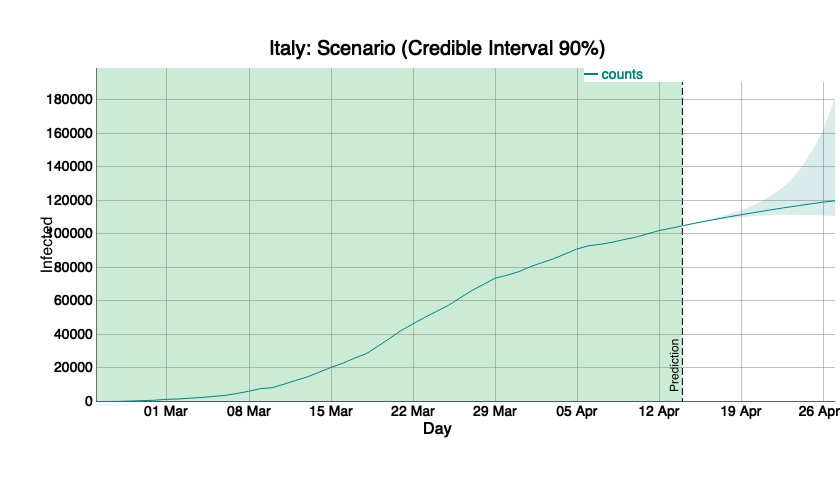 Italy: Scenario (Credible Interval 90%)
counts
180000
160000
140000
120000
100000
80000
60000
40000
20000
0
Infected
Prediction
01 Mar 08 Mar 15 Mar 22 Mar 29 Mar 05 Apr 12 Apr 19 Apr 26 Apr
Day